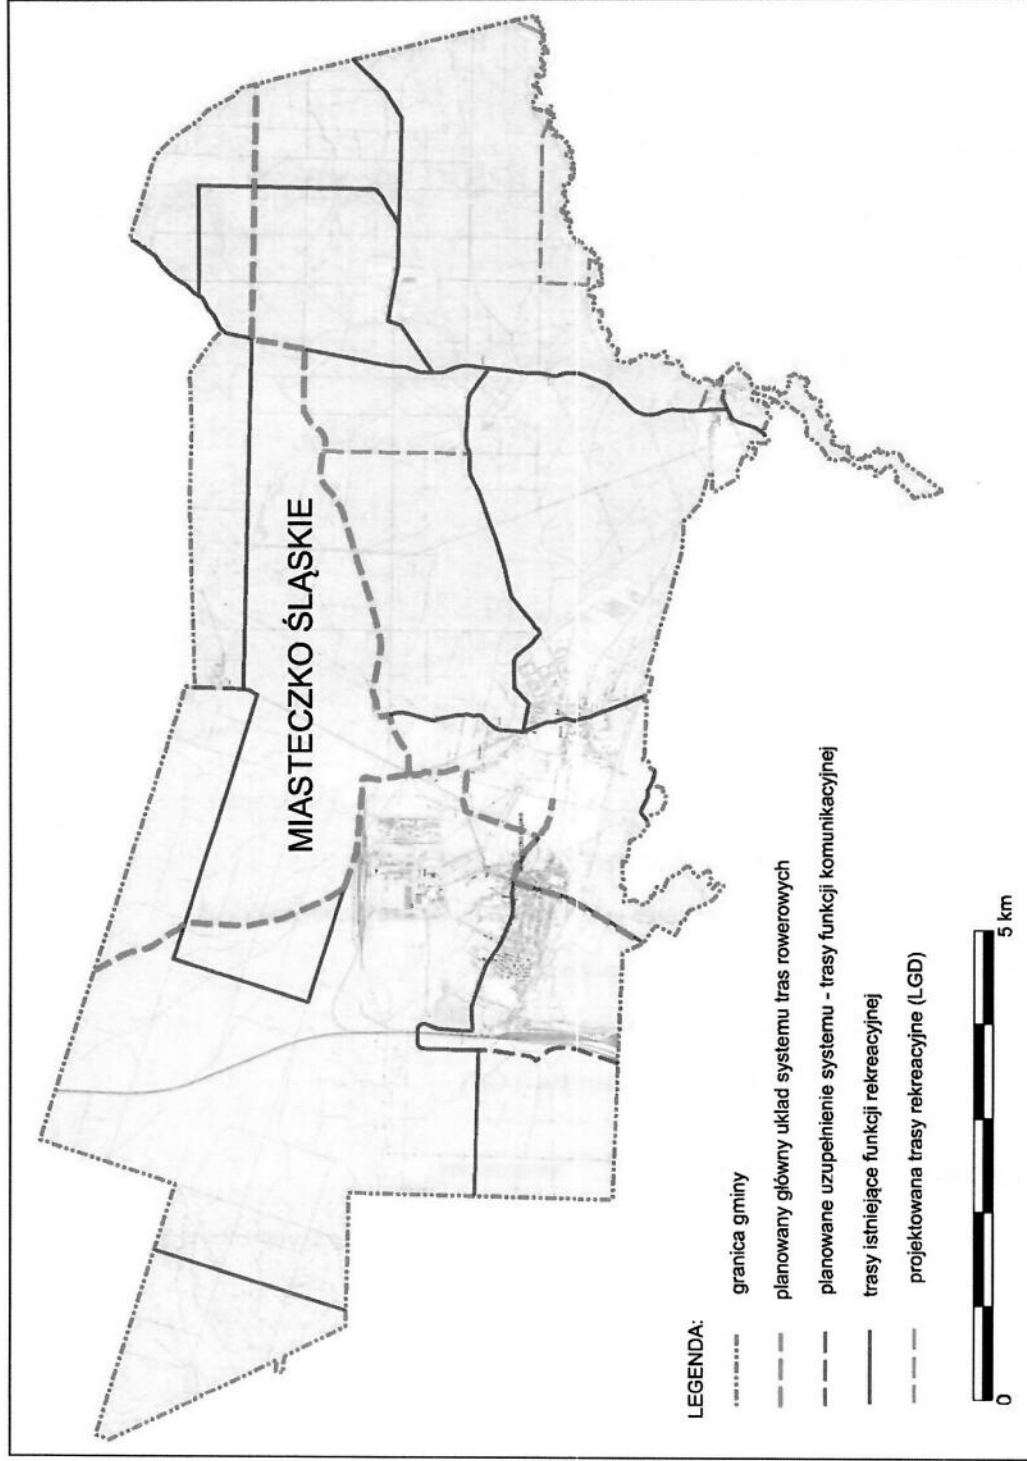 MIASTECZKO ŚLĄSKIE
LEGENDA:
granica gminy
planowany główny układ systemu tras rowerowych
planowane uzupełnienie systemu - trasy funkcji komunikacyjnej
trasy istniejące funkcji rekreacyjnej
projektowana trasy rekreacyjne (LGD)
0
5 km